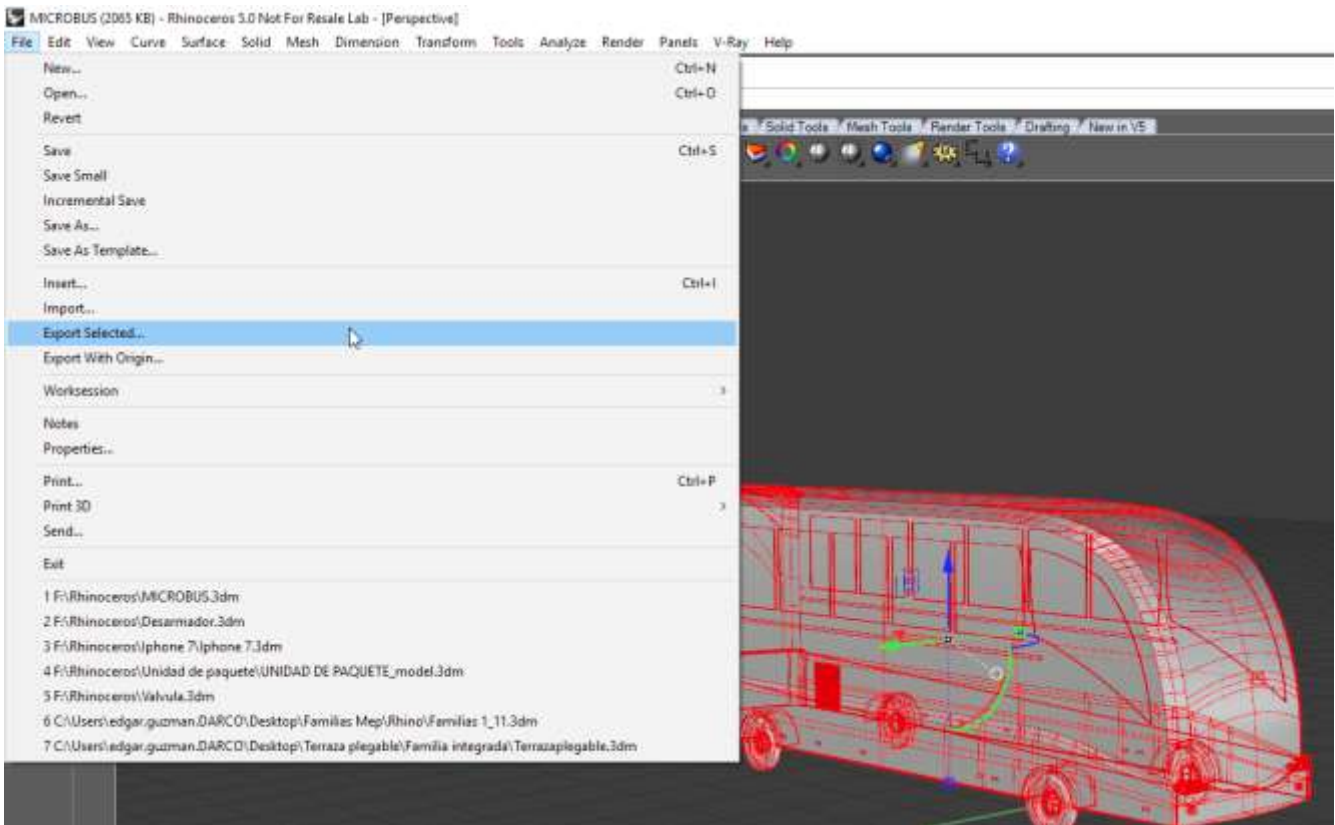 MICROBUS (2065 KB) - Rhinoceros 5.0 Not For Resale Lab - [Perspective]
File Edit View Curve Surface Solid Mesh Dimension Transform Tools Analyze Render Panels V-Ray Help
New... Ctrl+N
Open... Ctrl+O
Revert
Solid Tools Mesh Tools Render Tools Drafting New in V5
Save Ctrl+S
Save Small
Incremental Save
Save As...
Save As Template...
Insert... Ctrl+I
Import...
Export Selected...
Export With Origin...
Worksession
Notes
Properties...
Print... Ctrl+P
Print 3D
Send...
Exit
1 F:\Rhinoceros\MICROBUS.3dm
2 F:\Rhinoceros\Desarmador.3dm
3 F:\Rhinoceros\Iphone 7\Iphone 7.3dm
4 F:\Rhinoceros\Unidad de paquete\UNIDAD DE PAQUETE_model.3dm
5 F:\Rhinoceros\Valvula.3dm
6 C:\Users\edgar.guzman.DARCO\Desktop\Familias Mep\Rhino\Familias 1_11.3dm
7 C:\Users\edgar.guzman.DARCO\Desktop\Terraza plegable\Familia integrada\Terrazaplegable.3dm